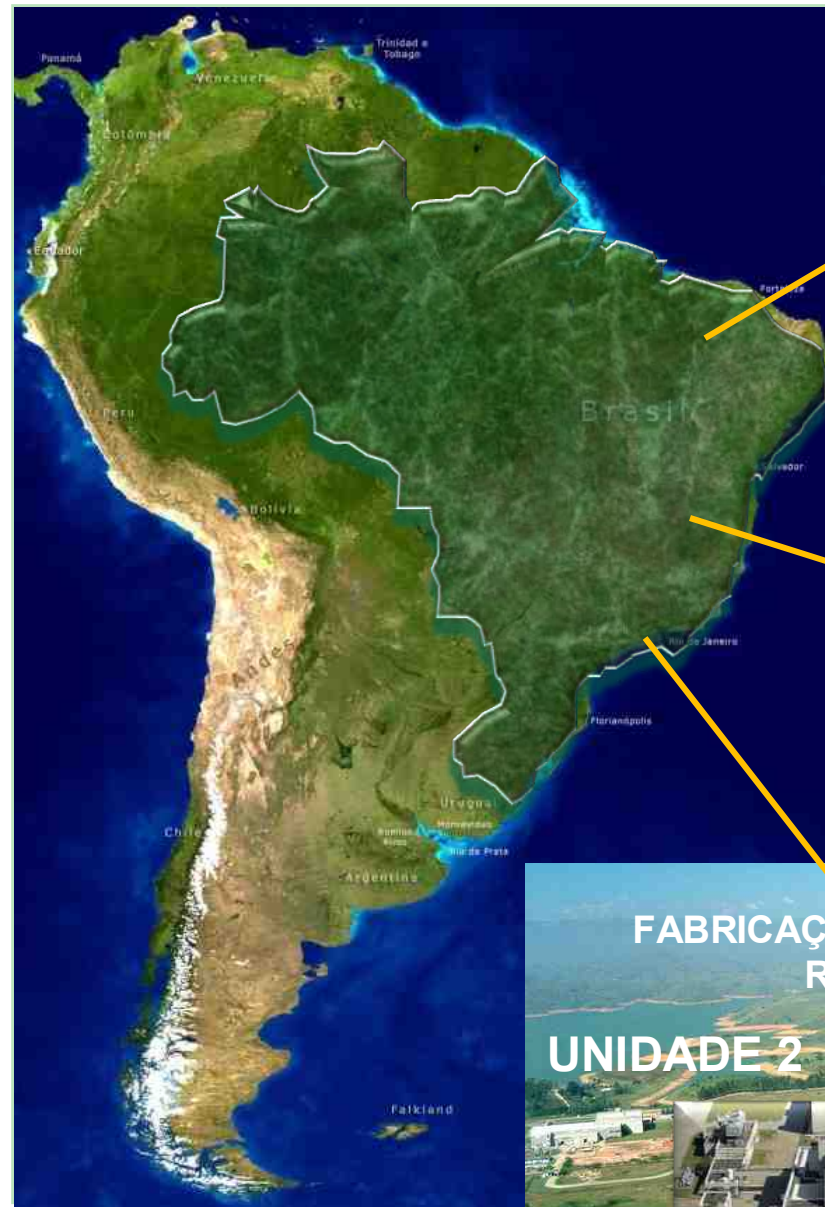 Trinidad e
Tobago
Panamá
Venezuela
Colômbia
Equador
Fortaleza
Brasil
Peru
Salvador
Bolívia
Rio de Janeiro
Andes
Florianópolis
Uruguai
Montevideo
Chile
Buenos
Aires
Rio da Prata
Argentina
FABRICAÇ
R
UNIDADE 2
Falkland